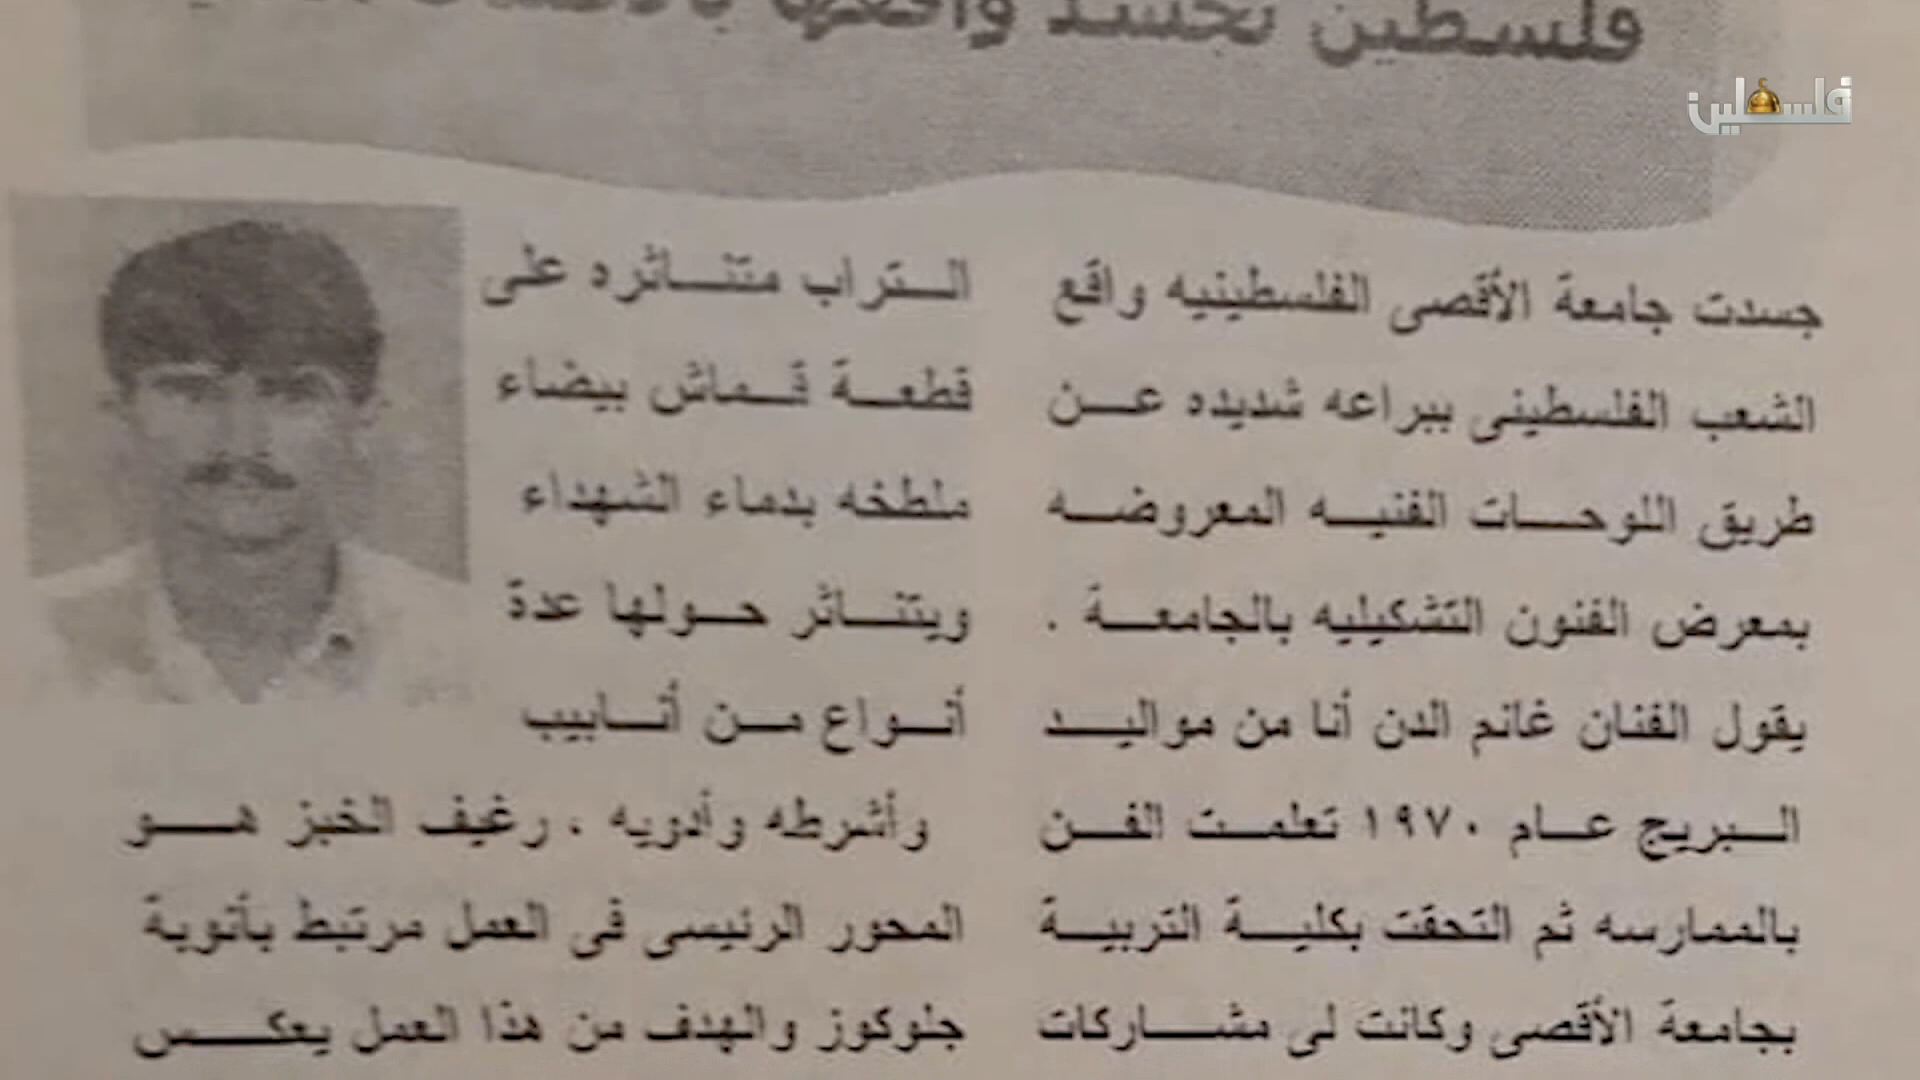 فلسطين تجسد واقعها
فلسطين
جسدت جامعة الأقصى الفلسطينيه واقع
الشعب الفلسطينى ببراعه شديده عن
طريق اللوحات الفنيه المعروضه
بمعرض الفنون التشكيليه بالجامعة .
يقول الفنان غانم الدن أنا من مواليد
البريج عام ١٩٧٠ تعلمت الفن
بالممارسه ثم التحقت بكلية التربية
بجامعة الأقصى وكانت لى مشاركات
التراب متناثره على
قطعة قماش بيضاء
ملطخه بدماء الشهداء
ويتناثر حولها عدة
أنواع من أنابيب
وأشرطه وأدويه ، رغيف الخبز هو
المحور الرئيسى فى العمل مرتبط بأتوبة
جلوكوز والهدف من هذا العمل يعكس